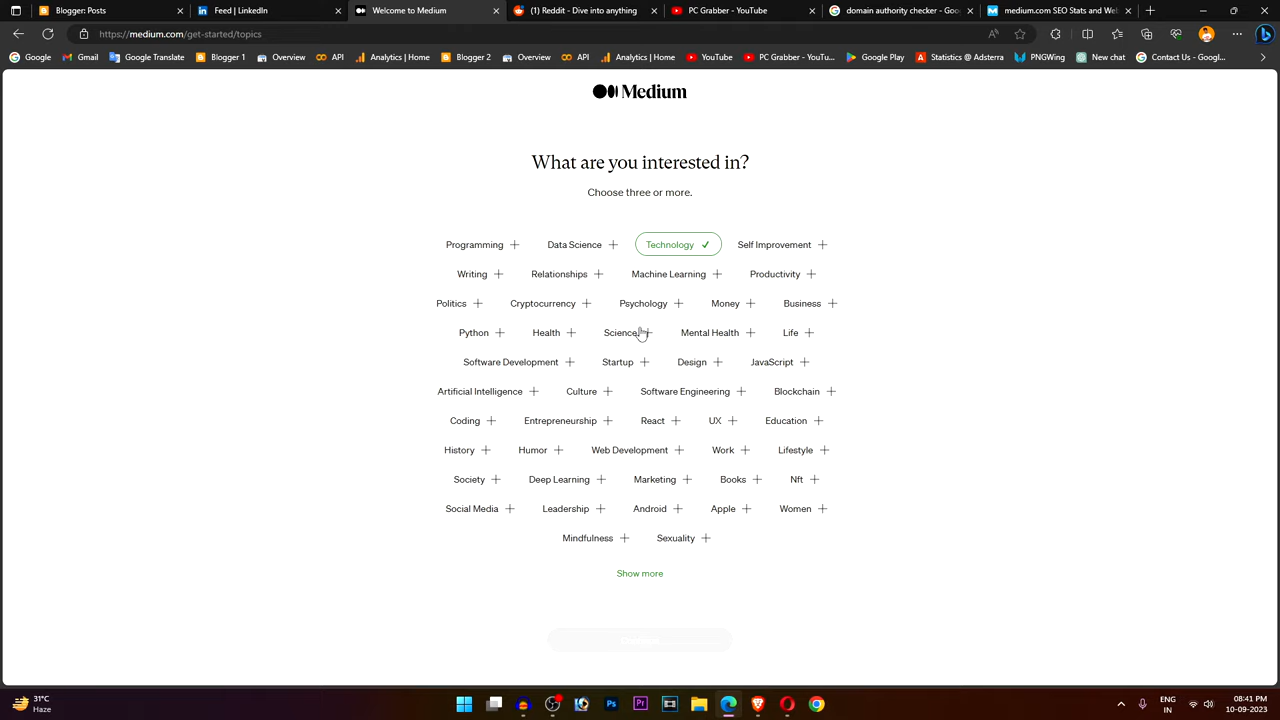 Blogger: Posts
Feed | LinkedIn
Welcome to Medium
(1) Reddit - Dive into anything
PC Grabber - YouTube
domain authority checker - Goo
medium.com SEO Stats and We
https://medium.com/get-started/topics
Google
Gmail
Google Translate
Blogger 1
Overview
API
Analytics | Home
Blogger 2
Overview
API
Analytics | Home
YouTube
PC Grabber - YouTu...
Google Play
Statistics @ Adsterra
PNGWing
New chat
Contact Us - Googl...
Medium
What are you interested in?
Choose three or more.
Programming Data Science Technology Self Improvement
Writing Relationships Machine Learning Productivity
Politics Cryptocurrency Psychology Money Business
Python Health Science Mental Health Life
Software Development Startup Design JavaScript
Artificial Intelligence Culture Software Engineering Blockchain
Coding Entrepreneurship React UX Education
History Humor Web Development Work Lifestyle
Society Deep Learning Marketing Books Nft
Social Media Leadership Android Apple Women
Mindfulness Sexuality
Show more
31°C
Haze
ENG
IN
08:41 PM
10-09-2023